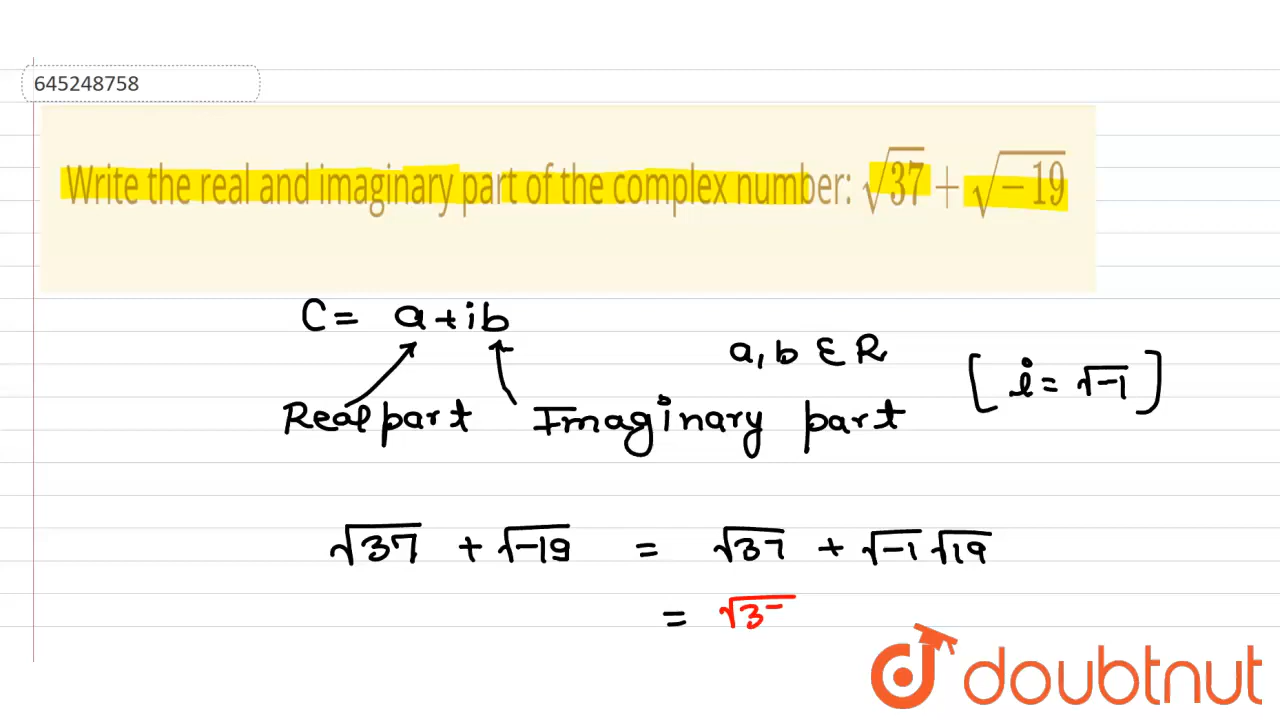 645248758
Write the real and imaginary part of the complex number: √37 + √−19
C = a + ib
a, b ∈ R
[i = √−1]
Real part Imaginary part
√37 + √−19 = √37 + √−1 √19
= √3
doubtnut